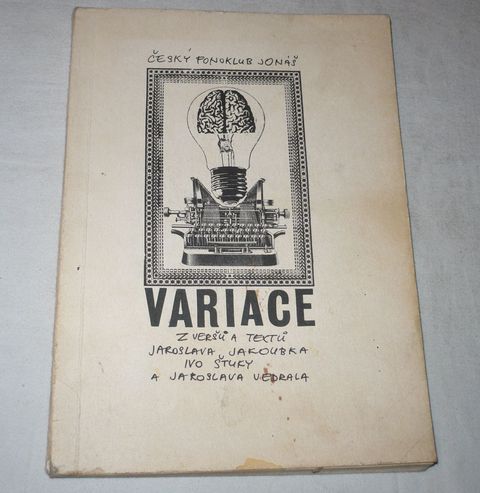 ČESKÝ FONOKLUB JONÁŠ
VARIACE
Z VERŠŮ A TEXTŮ
JAROSLAVA JAKOUBKA
IVO ŠTUKY
A JAROSLAVA VEDRALA